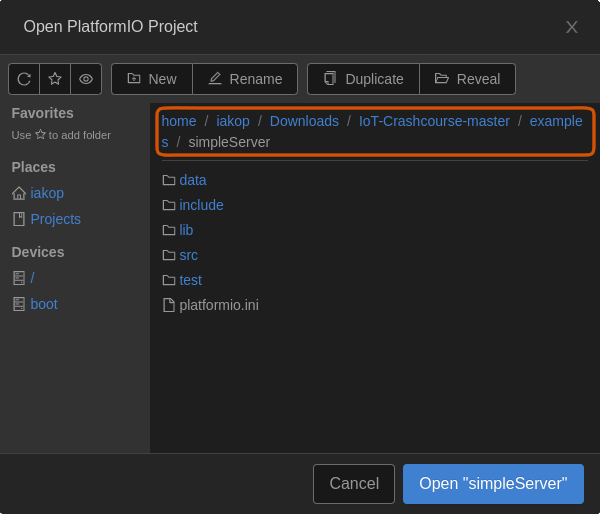 Open PlatformIO Project
New Rename Duplicate Reveal
Favorites
Use to add folder
Places
iakop
Projects
Devices
/
boot
home / iakop / Downloads / IoT-Crashcourse-master / example
s / simpleServer
data
include
lib
src
test
platformio.ini
Cancel Open "simpleServer"